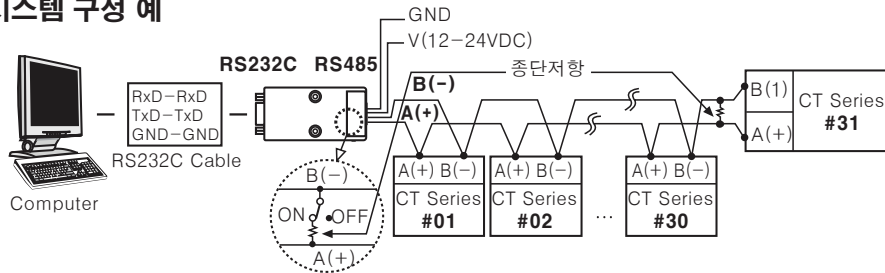 시스템 구성 예
GND
V(12-24VDC)
RS232C RS485
종단저항
B(-)
A(+)
RxD-RxD
TxD-TxD
GND-GND
RS232C Cable
Computer
B(-)
ON OFF
A(+)
A(+) B(-)
CT Series
#01
A(+) B(-)
CT Series
#02
...
A(+) B(-)
CT Series
#30
B(1)
A(+)
CT Series
#31